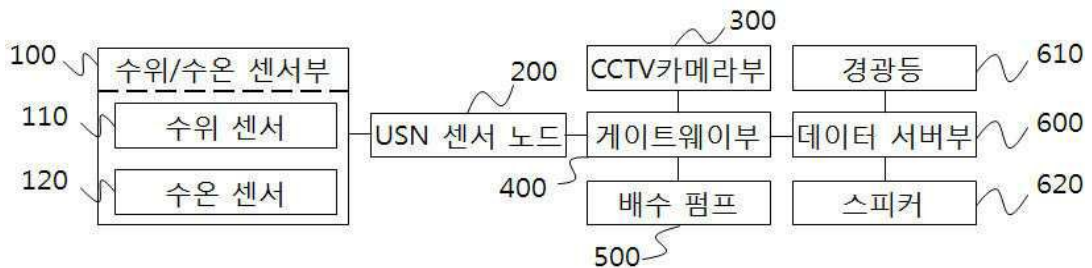 300
100
수위/수온 센서부
CCTV카메라부
경광등
610
200
110
수위 센서
USN 센서 노드
게이트웨이부
데이터 서버부
600
120
수온 센서
400
배수 펌프
스피커
620
500